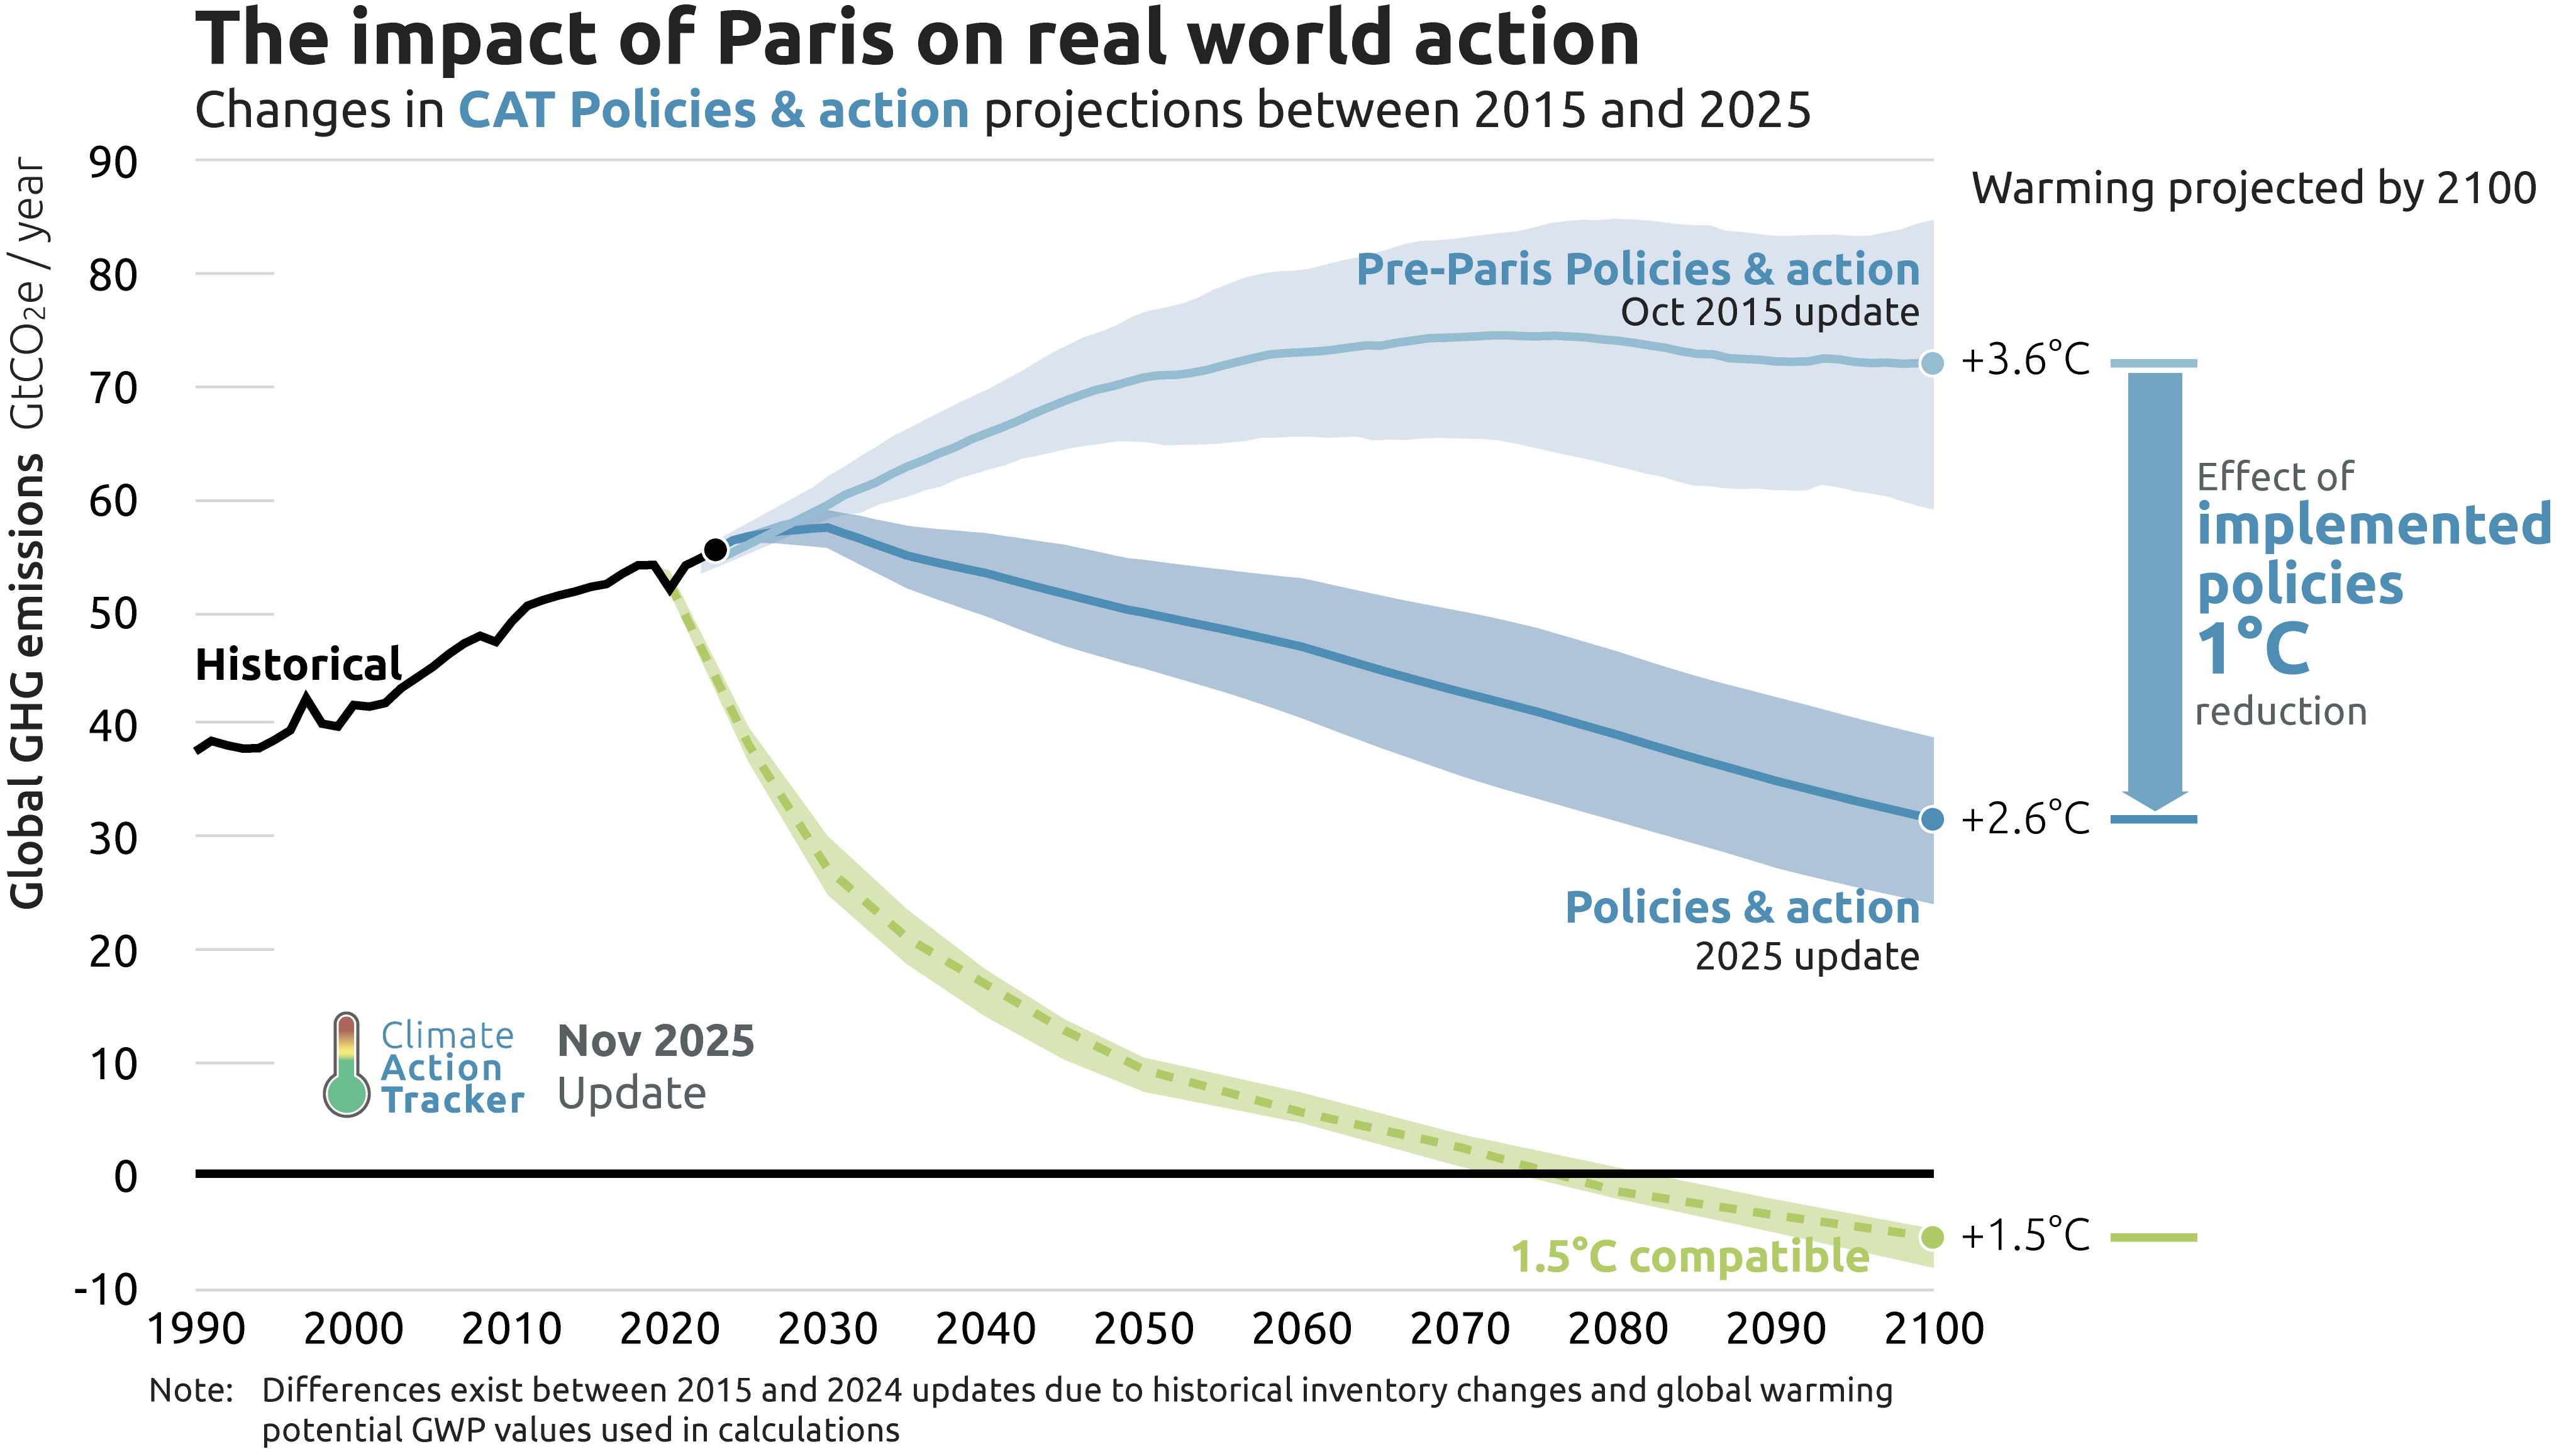 The impact of Paris on real world action
Changes in CAT Policies & action projections between 2015 and 2025
Global GHG emissions GtCO₂e / year
90
80
70
60
50
40
30
20
10
0
-10
Warming projected by 2100
Pre-Paris Policies & action
Oct 2015 update
+3.6°C
Effect of
implemented
policies
1°C
reduction
Historical
+2.6°C
Policies & action
2025 update
Climate
Action
Tracker
Nov 2025
Update
+1.5°C
1.5°C compatible
1990 2000 2010 2020 2030 2040 2050 2060 2070 2080 2090 2100
Note: Differences exist between 2015 and 2024 updates due to historical inventory changes and global warming
potential GWP values used in calculations